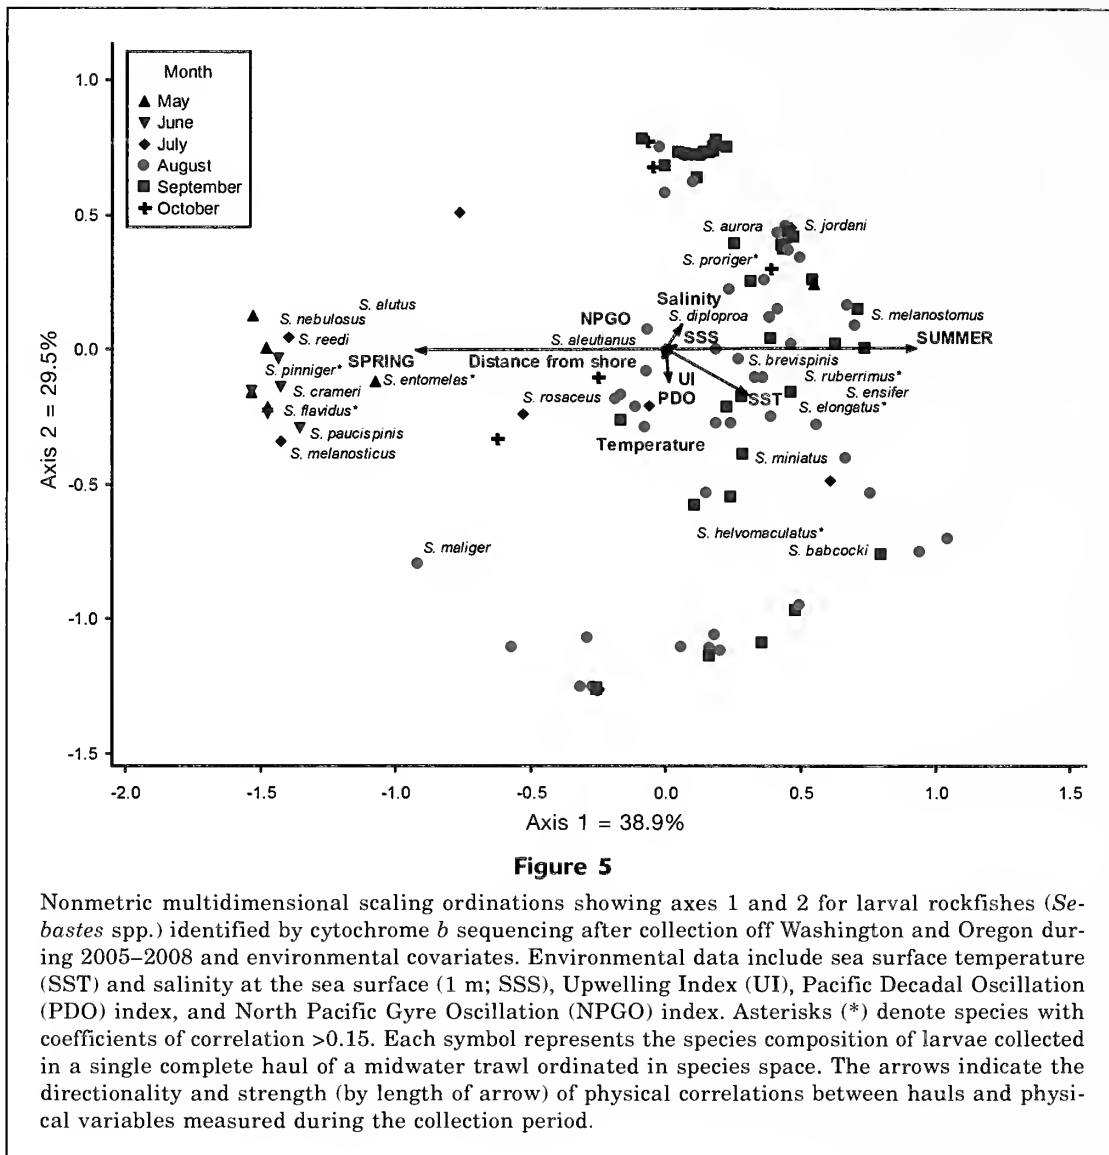 Month
May
June
July
August
September
October
1.0
0.5
0.0
-0.5
-1.0
-1.5
Axis 2 = 29.5%
S. aurora
S. jordani
S. proriger*
Salinity
S. alutus
S. nebulosus
NPGO
S. diploproa
S. melanostomus
S. reedi
S. aleutianus
SSS
SUMMER
SPRING
Distance from shore
S. brevispinis
S. pinniger*
S. entomelas*
UI
S. ruberrimus*
S. crameri
S. rosaceus
PDO
SST
S. ensifer
S. flavidus*
S. elongatus*
S. paucispinis
Temperature
S. melanosticus
S. miniatus
S. helvomaculatus*
S. maliger
S. babcocki
-2.0
-1.5
-1.0
-0.5
0.0
0.5
1.0
1.5
Axis 1 = 38.9%
Figure 5
Nonmetric multidimensional scaling ordinations showing axes 1 and 2 for larval rockfishes (Se-
bastes spp.) identified by cytochrome b sequencing after collection off Washington and Oregon dur-
ing 2005–2008 and environmental covariates. Environmental data include sea surface temperature
(SST) and salinity at the sea surface (1 m; SSS), Upwelling Index (UI), Pacific Decadal Oscillation
(PDO) index, and North Pacific Gyre Oscillation (NPGO) index. Asterisks (*) denote species with
coefficients of correlation >0.15. Each symbol represents the species composition of larvae collected
in a single complete haul of a midwater trawl ordinated in species space. The arrows indicate the
directionality and strength (by length of arrow) of physical correlations between hauls and physi-
cal variables measured during the collection period.